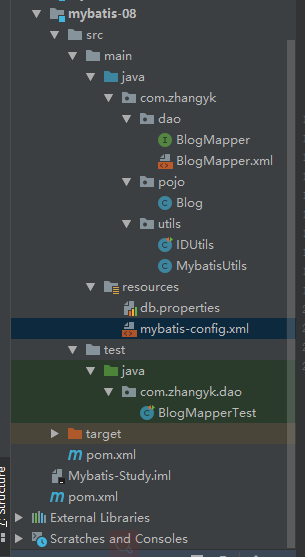 mybatis-08
src
main
java
com.zhangyk
dao
BlogMapper
BlogMapper.xml
pojo
Blog
utils
IDUtils
MybatisUtils
resources
db.properties
mybatis-config.xml
test
java
com.zhangyk.dao
BlogMapperTest
target
pom.xml
Mybatis-Study.iml
pom.xml
External Libraries
Scratches and Consoles
Z: Structure